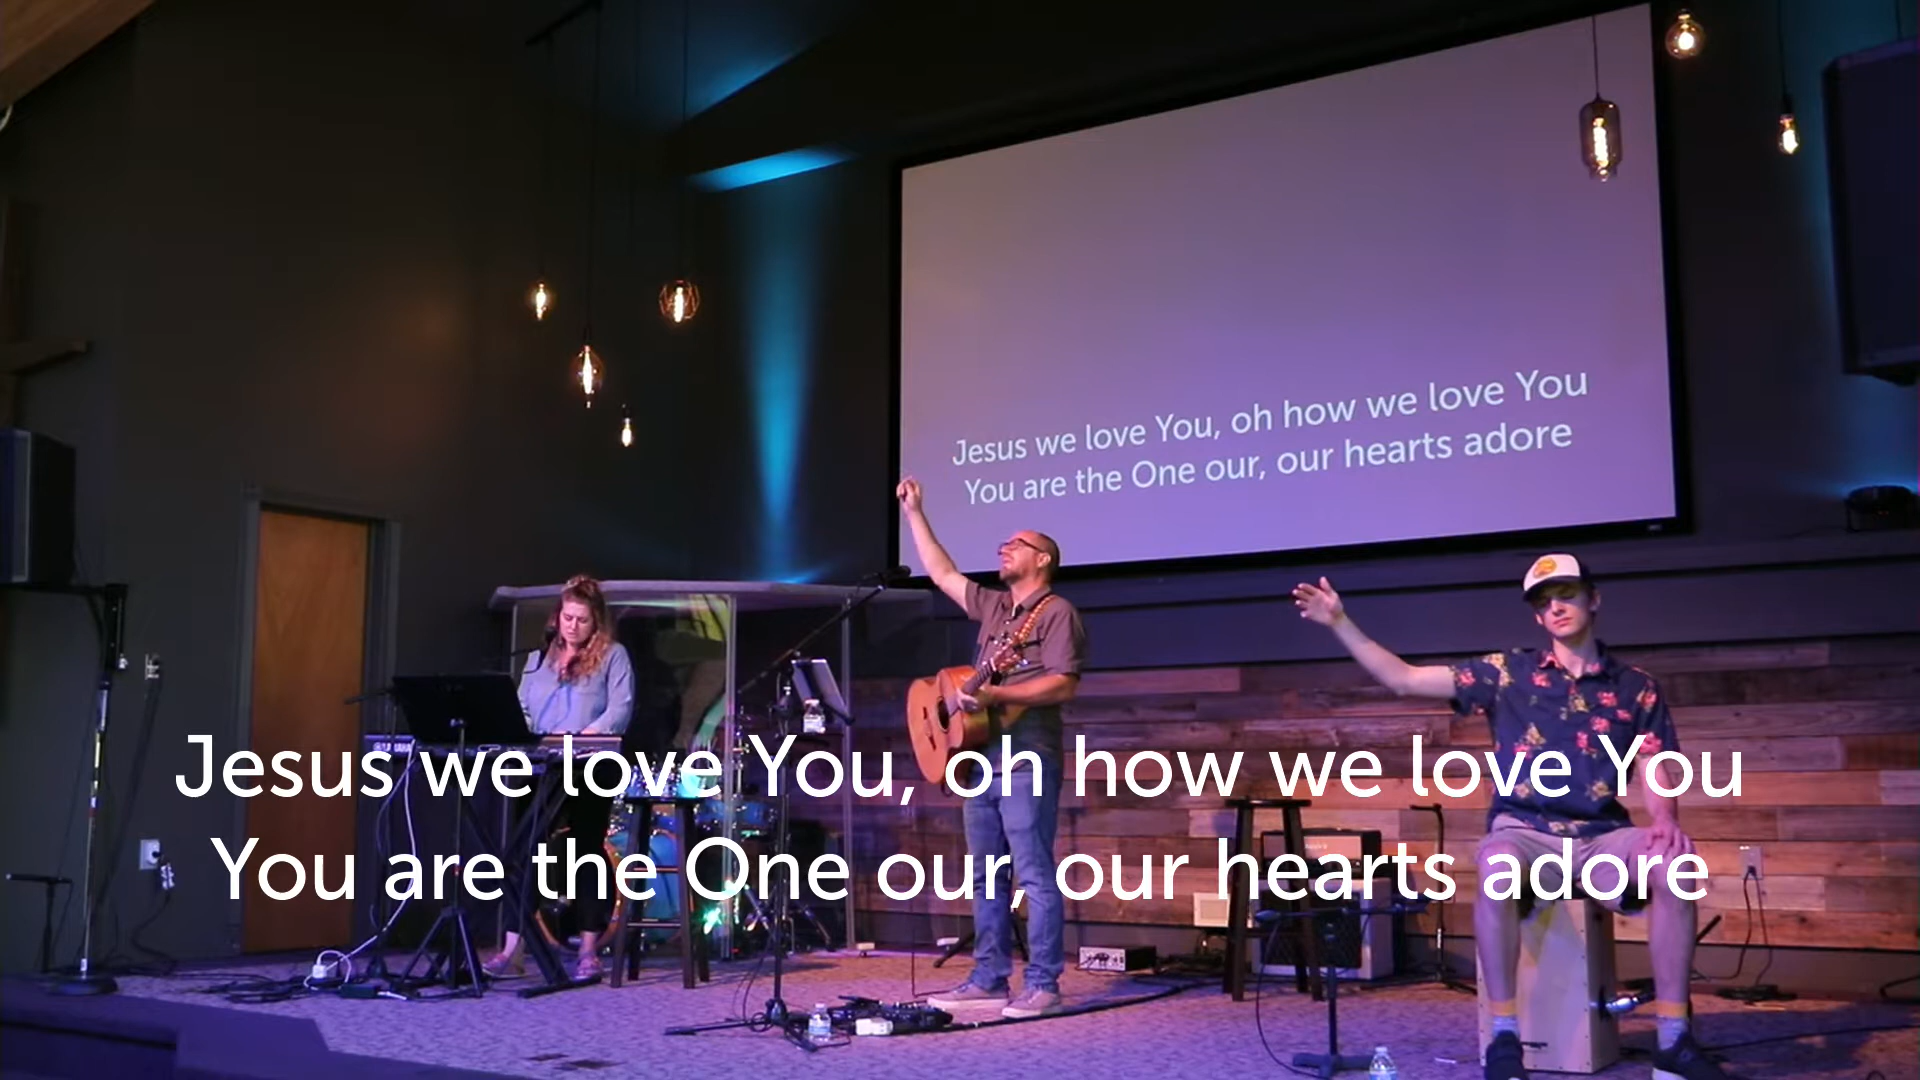 Jesus we love You, oh how we love You
You are the One our, our hearts adore
YAMAHA
Jesus we love You, oh how we love You
You are the One our, our hearts adore